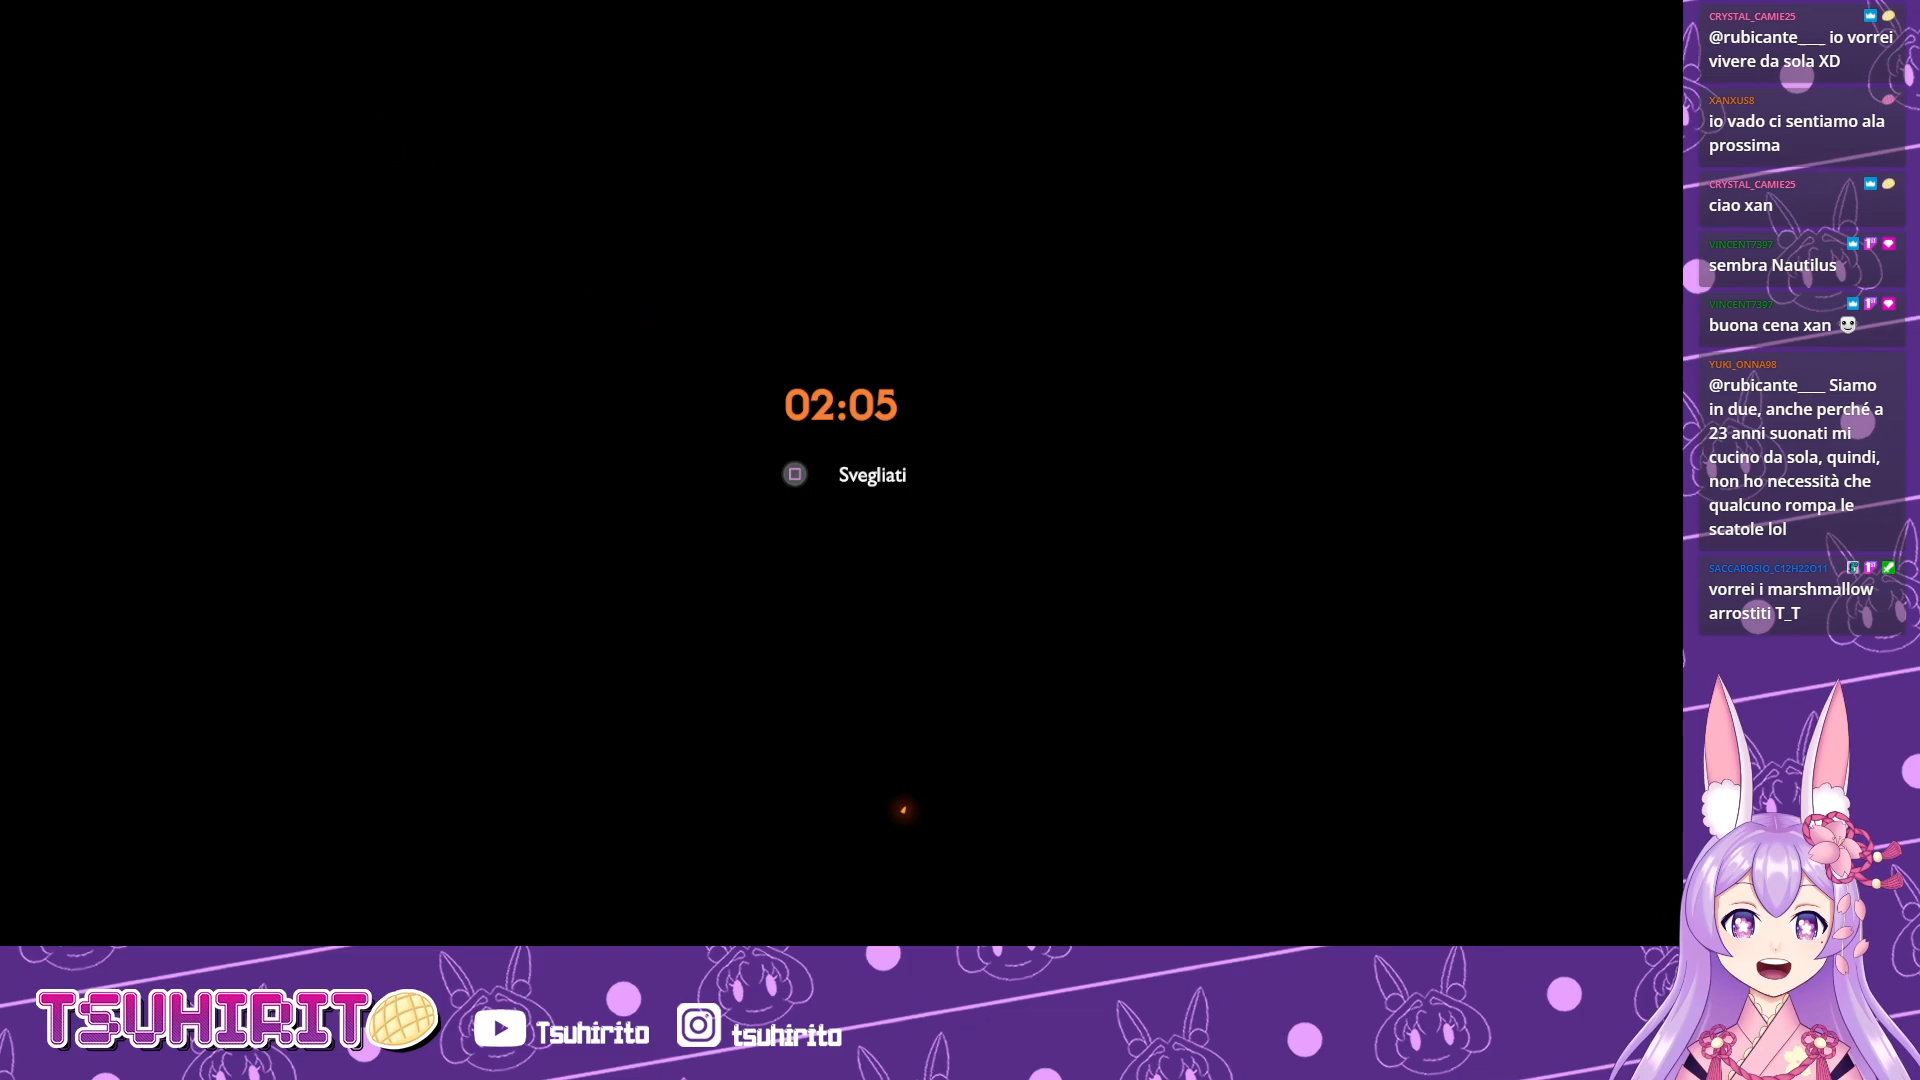 CRYSTAL_CAMIE25
@rubicante___ io vorrei
vivere da sola XD
XANXUS8
io vado ci sentiamo ala
prossima
CRYSTAL_CAMIE25
ciao xan
VINCENT7397
sembra Nautilus
VINCENT7397
buona cena xan
YUKI_ONNA98
@rubicante___ Siamo
in due, anche perché a
23 anni suonati mi
cucino da sola, quindi,
non ho necessità che
qualcuno rompa le
scatole lol
SACCAROSIO_C12H22O11
vorrei i marshmallow
arrostiti T_T
02:05
Svegliati
TSUHIRITO
Tsuhirito
tsuhirito